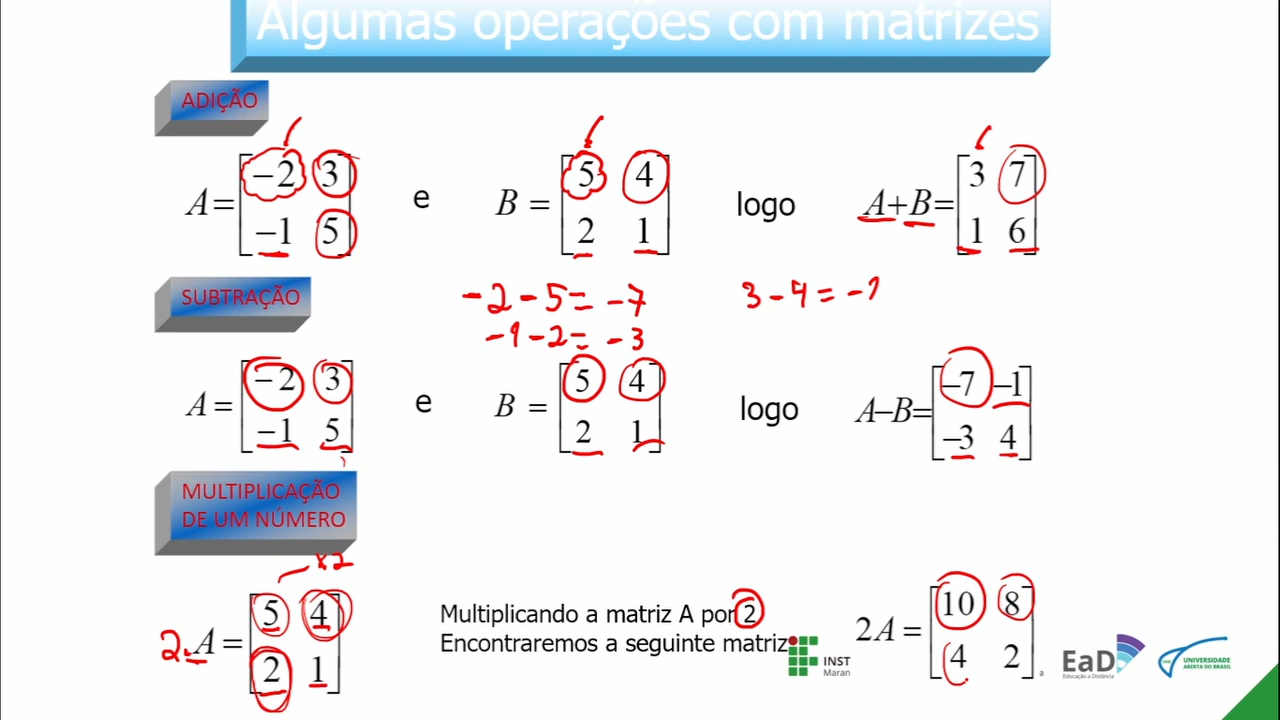 Algumas operações com matrizes
ADIÇÃO
A= [ −2 3 ; −1 5 ] e B = [ 5 4 ; 2 1 ] logo A+B= [ 3 7 ; 1 6 ]
SUBTRAÇÃO
-2-5=-7 3-4=-1
-1-2=-3
A= [ −2 3 ; −1 5 ] e B = [ 5 4 ; 2 1 ] logo A−B= [ −7 −1 ; −3 4 ]
MULTIPLICAÇÃO
DE UM NÚMERO
x2
2. A = [ 5 4 ; 2 1 ]
Multiplicando a matriz A por 2
Encontraremos a seguinte matriz
2A = [ 10 8 ; 4 2 ]
INST
Maran
a
EaD
Educação a Distância
UNIVERSIDADE
ABERTA DO BRASIL